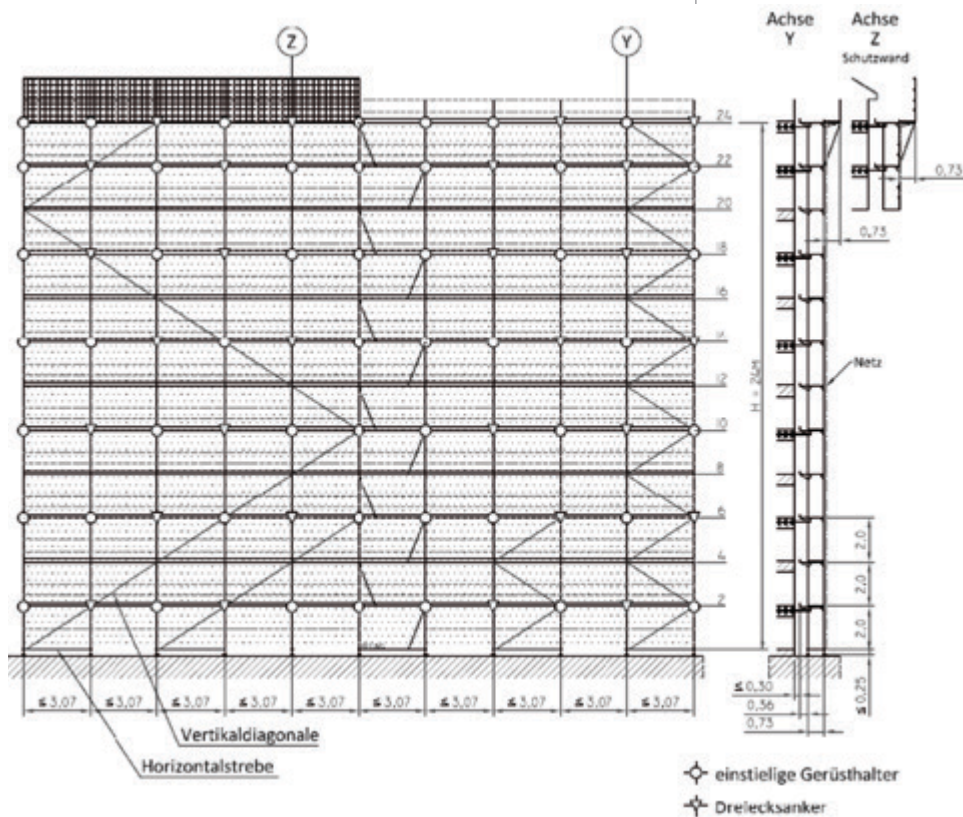 Achse Achse
Y Z
Schutzwand
Z
Y
24
22
20
18
16
14
12
10
8
6
4
2
H = 24M
0,73
0,73
Netz
2,0
2,0
2,0
≤ 0,25
≤ 0,30
0,36
0,73
≤ 3,07 ≤ 3,07 ≤ 3,07 ≤ 3,07 ≤ 3,07 ≤ 3,07 ≤ 3,07 ≤ 3,07 ≤ 3,07 ≤ 3,07
Vertikaldiagonale
Horizontalstrebe
einstielige Gerüsthalter
Dreiecksanker